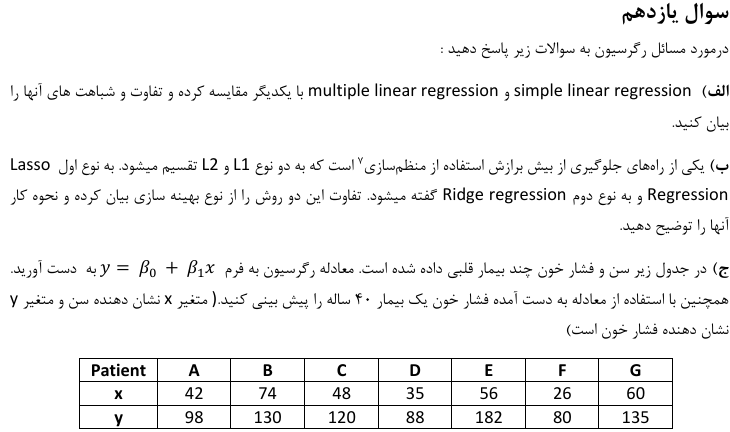 سوال یازدهم
درمورد مسائل رگرسیون به سوالات زیر پاسخ دهید :
الف) simple linear regression و multiple linear regression با یکدیگر مقایسه کرده و تفاوت و شباهت های آنها را
بیان کنید.
ب) یکی از راه‌های جلوگیری از بیش برازش استفاده از منظم‌سازی۷ است که به دو نوع L1 و L2 تقسیم میشود. به نوع اول Lasso
Regression و به نوع دوم Ridge regression گفته میشود. تفاوت این دو روش را از نوع بهینه سازی بیان کرده و نحوه کار
آنها را توضیح دهید.
ج) در جدول زیر سن و فشار خون چند بیمار قلبی داده شده است. معادله رگرسیون به فرم y = β0 + β1x به دست آورید.
همچنین با استفاده از معادله به دست آمده فشار خون یک بیمار ۴۰ ساله را پیش بینی کنید.( متغیر x نشان دهنده سن و متغیر y
نشان دهنده فشار خون است)
Patient A B C D E F G
x 42 74 48 35 56 26 60
y 98 130 120 88 182 80 135